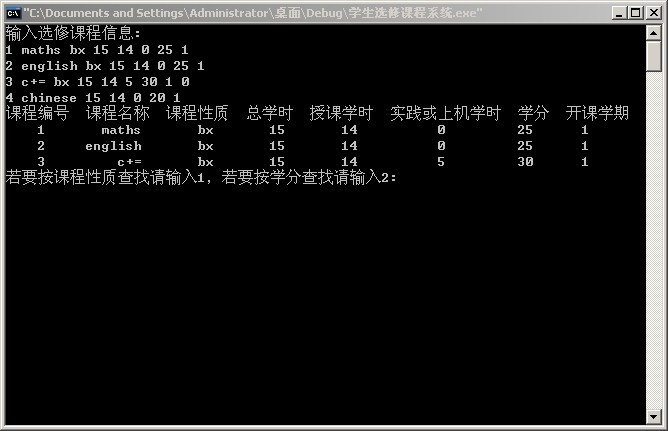 "C:\Documents and Settings\Administrator\桌面\Debug\学生选修课程系统.exe"
输入选修课程信息:
1 maths bx 15 14 0 25 1
2 english bx 15 14 0 25 1
3 c+= bx 15 14 5 30 1 0
4 chinese 15 14 0 20 1
课程编号 课程名称 课程性质 总学时 授课学时 实践或上机学时 学分 开课学期
1 maths bx 15 14 0 25 1
2 english bx 15 14 0 25 1
3 c+= bx 15 14 5 30 1
若要按课程性质查找请输入1, 若要按学分查找请输入2: